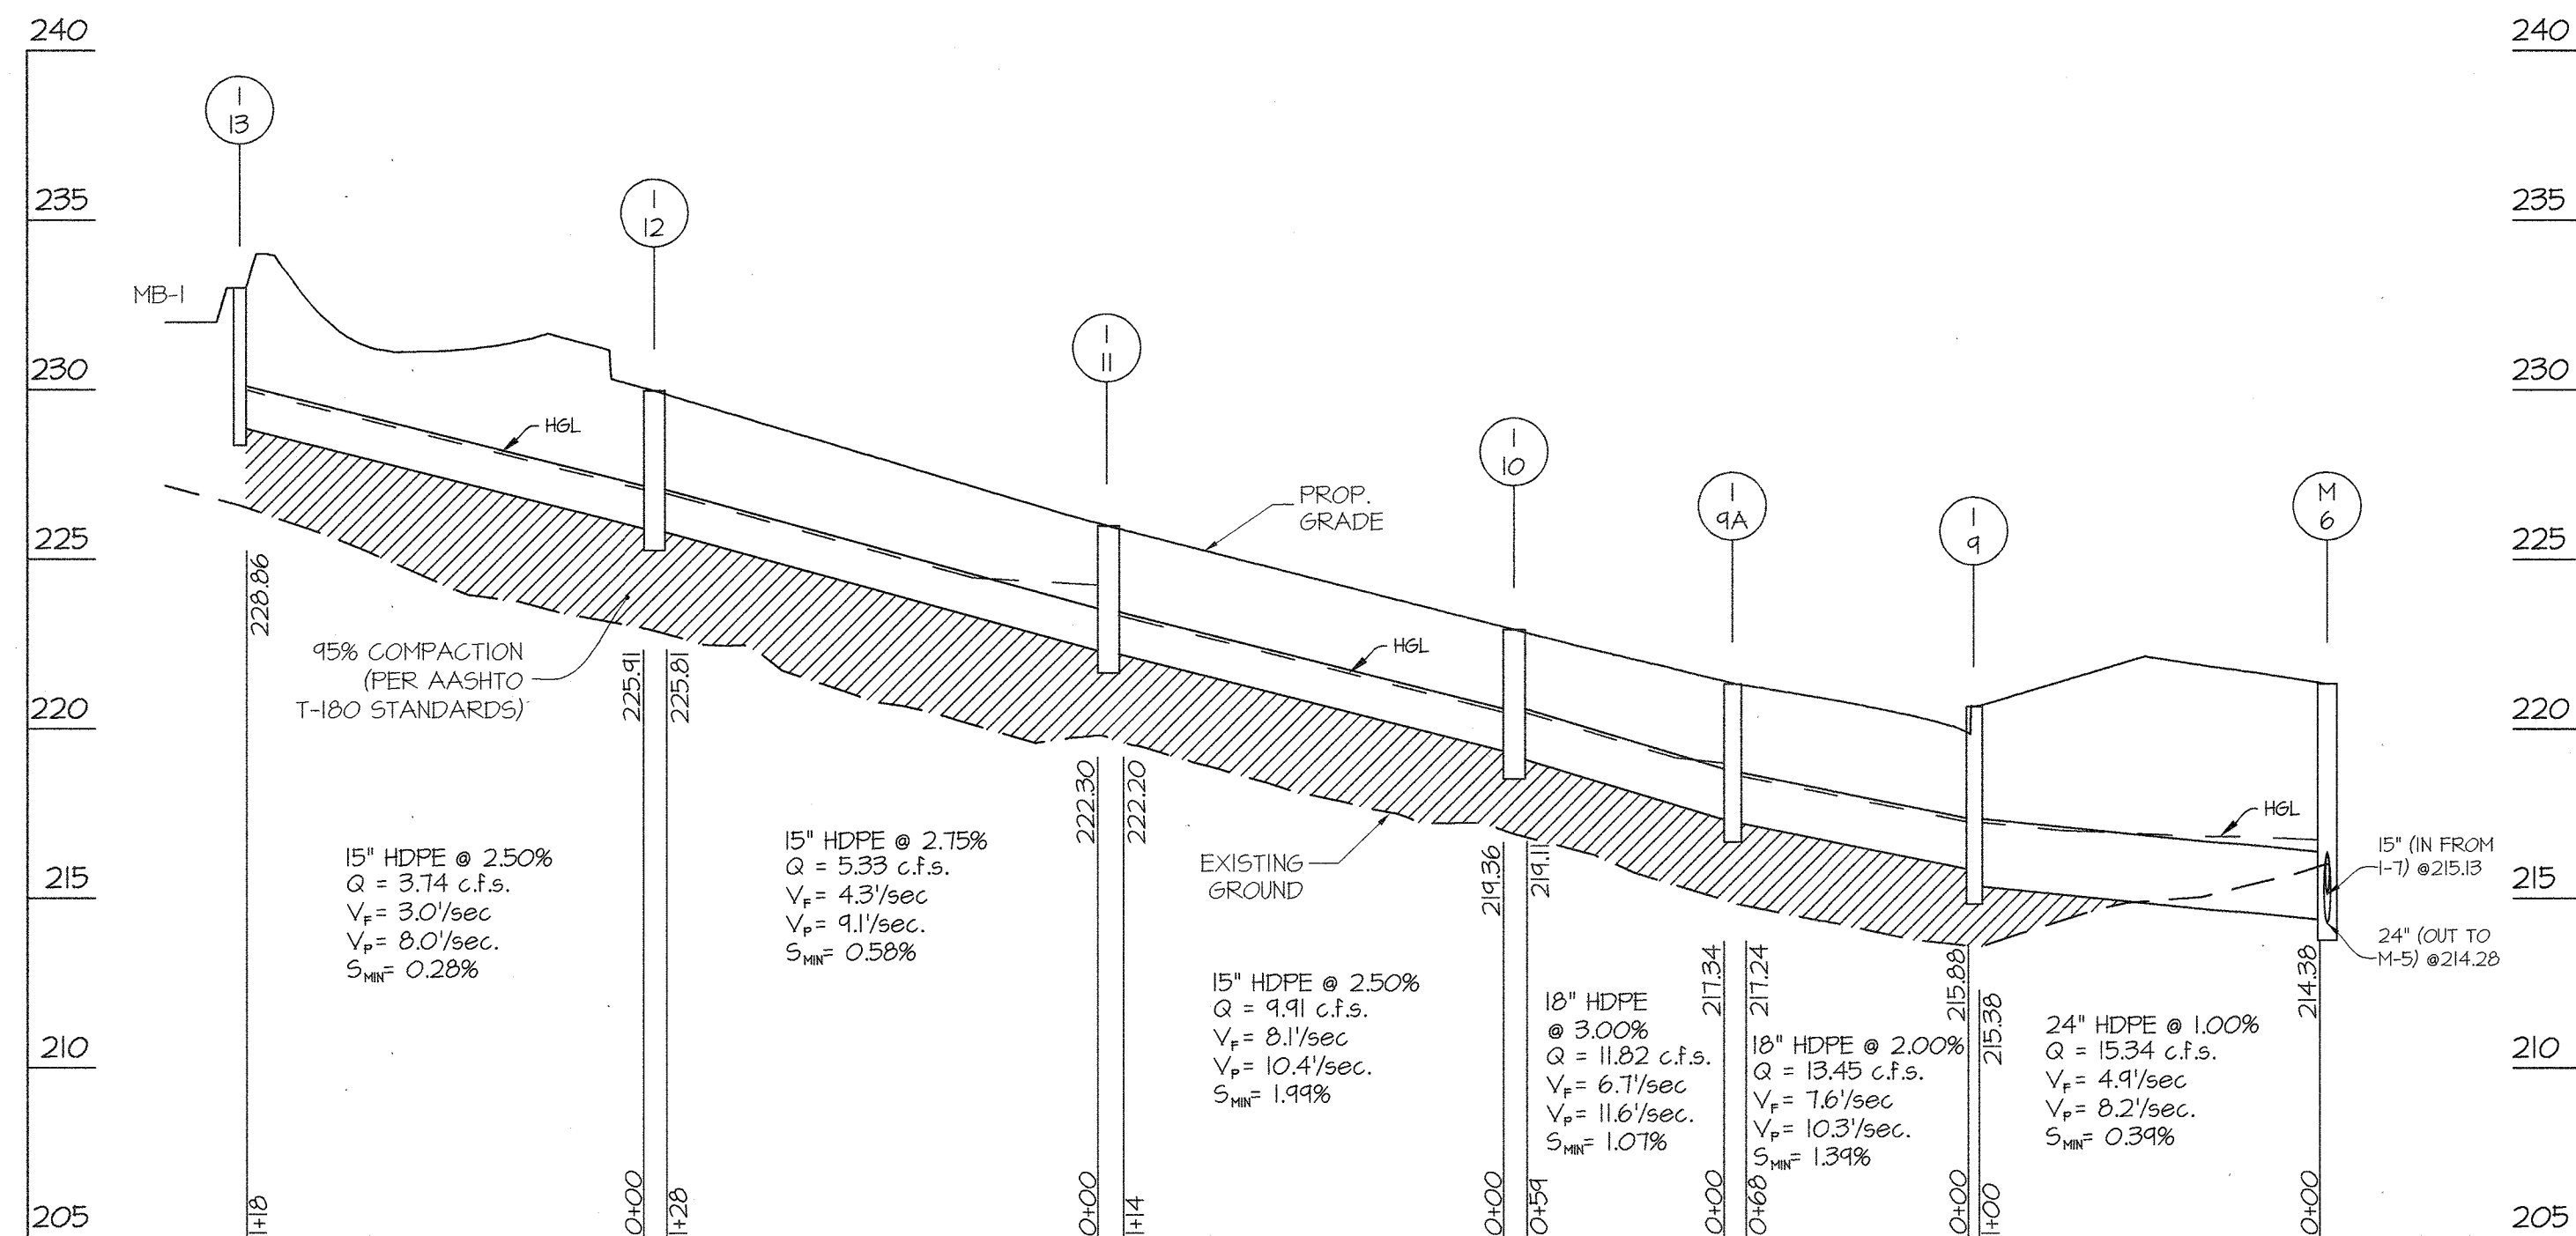 240
240
I
13
I
12
235
235
MB-1
I
11
230
230
HGL
I
10
PROP.
GRADE
I
9A
I
9
M
6
225
225
228.86
95% COMPACTION
(PER AASHTO
T-180 STANDARDS)
225.91
225.81
HGL
220
220
222.30
222.20
HGL
15" (IN FROM
I-7) @215.13
15" HDPE @ 2.50%
Q = 3.74 c.f.s.
VF= 3.0'/sec
VP= 8.0'/sec.
SMIN= 0.28%
15" HDPE @ 2.75%
Q = 5.33 c.f.s.
VF= 4.3'/sec
VP= 9.1'/sec.
SMIN= 0.58%
EXISTING
GROUND
219.36
219.11
215
215
24" (OUT TO
M-5) @214.28
15" HDPE @ 2.50%
Q = 9.91 c.f.s.
VF= 8.1'/sec
VP= 10.4'/sec.
SMIN= 1.99%
18" HDPE
@ 3.00%
Q = 11.82 c.f.s.
VF= 6.7'/sec
VP= 11.6'/sec.
SMIN= 1.07%
217.34
217.24
18" HDPE @ 2.00%
Q = 13.45 c.f.s.
VF= 7.6'/sec
VP= 10.3'/sec.
SMIN= 1.39%
215.88
215.38
24" HDPE @ 1.00%
Q = 15.34 c.f.s.
VF= 4.9'/sec
VP= 8.2'/sec.
SMIN= 0.39%
214.38
210
210
205
1+18
0+00
1+28
0+00
1+14
0+00
0+59
0+00
0+68
0+00
1+00
0+00
205